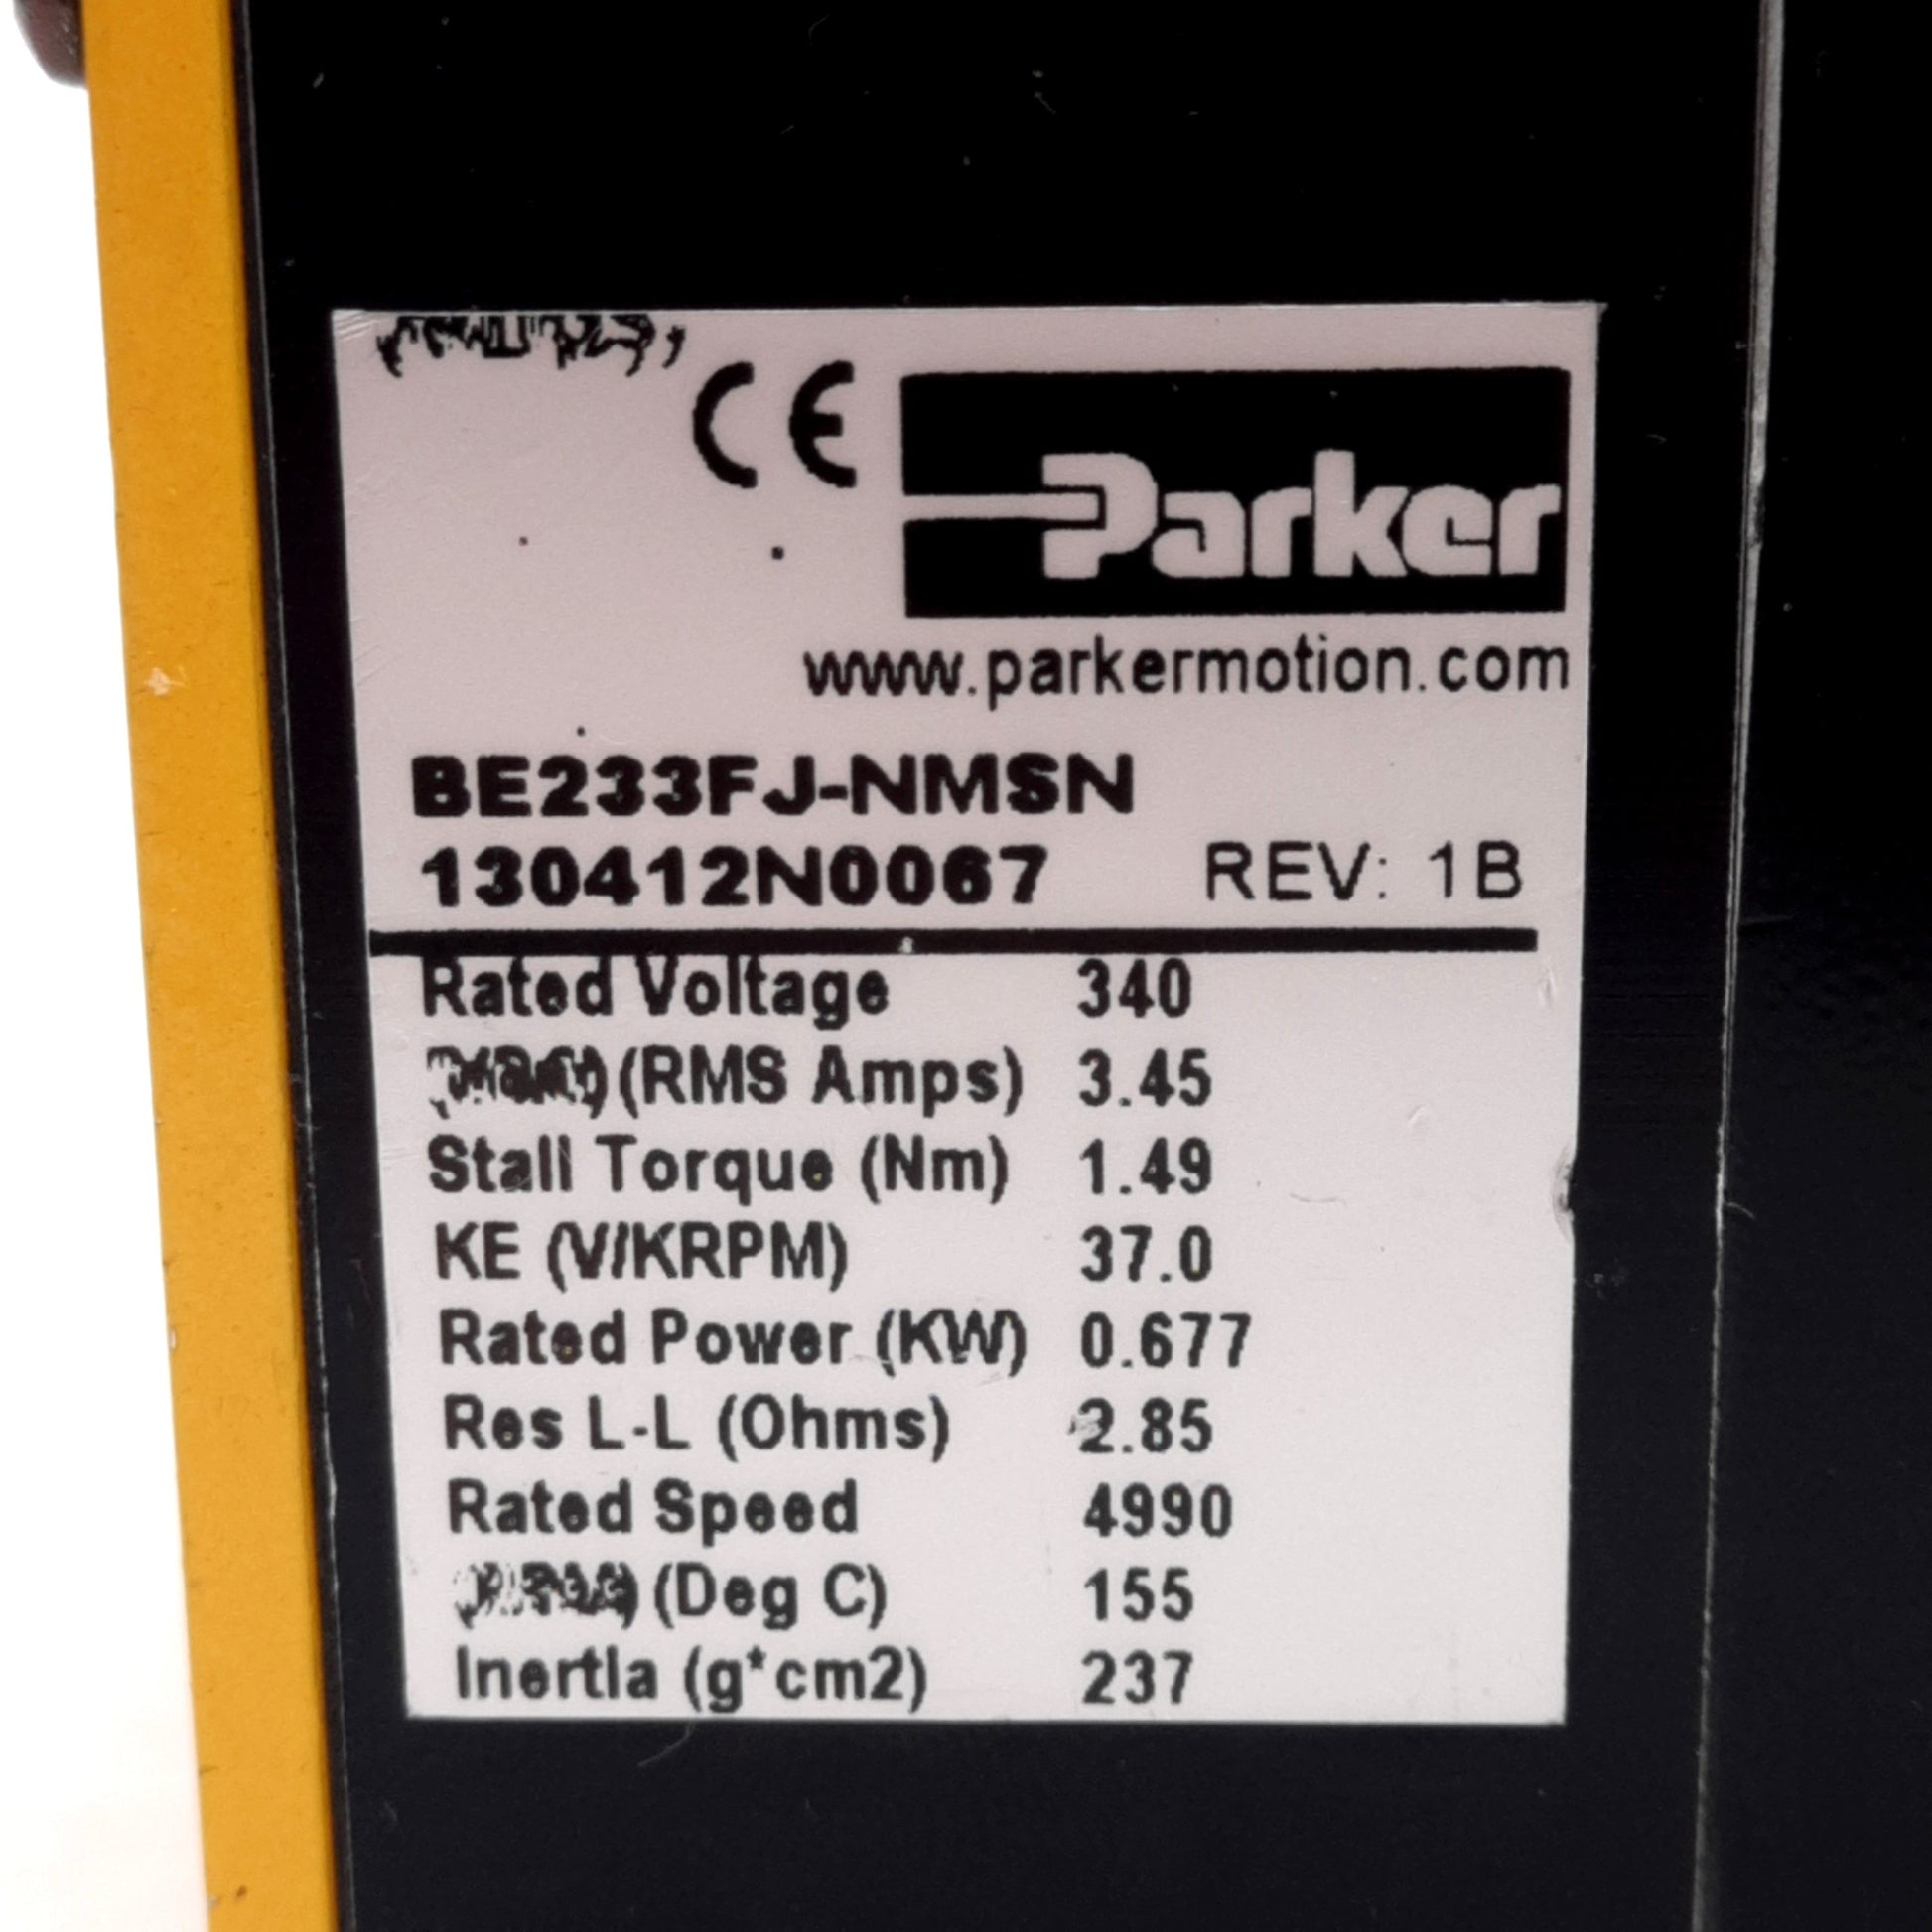 CE Parker
www.parkermotion.com
BE233FJ-NMSN
130412N0067 REV: 1B
Rated Voltage 340
(RMS Amps) 3.45
Stall Torque (Nm) 1.49
KE (V/KRPM) 37.0
Rated Power (KW) 0.677
Res L-L (Ohms) 2.85
Rated Speed 4990
(Deg C) 155
Inertia (g*cm2) 237